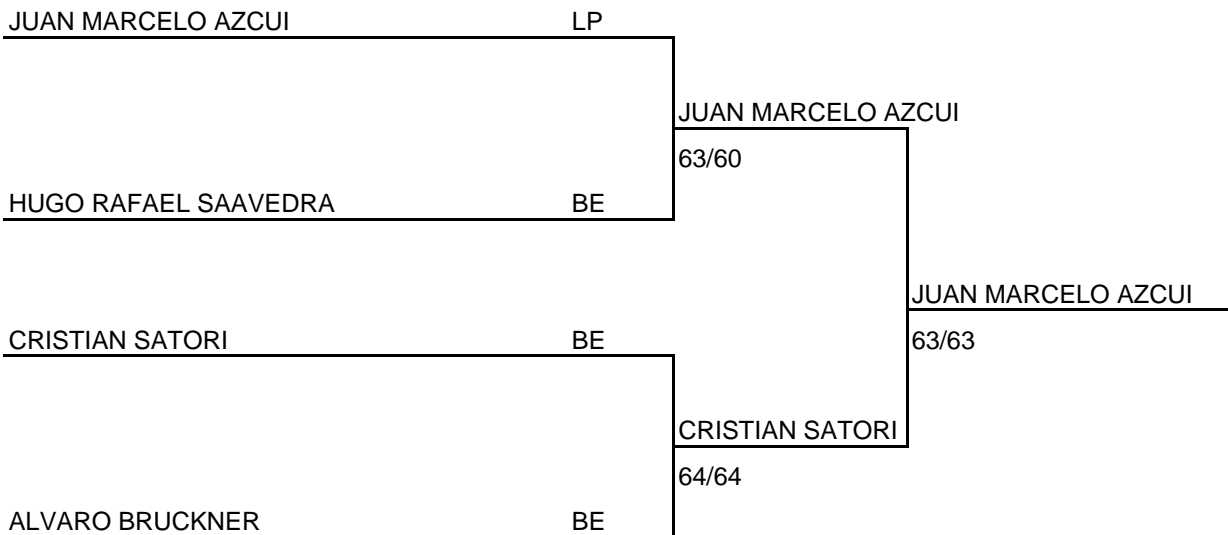 JUAN MARCELO AZCUI LP
JUAN MARCELO AZCUI
63/60
HUGO RAFAEL SAAVEDRA BE
JUAN MARCELO AZCUI
CRISTIAN SATORI BE
63/63
CRISTIAN SATORI
64/64
ALVARO BRUCKNER BE